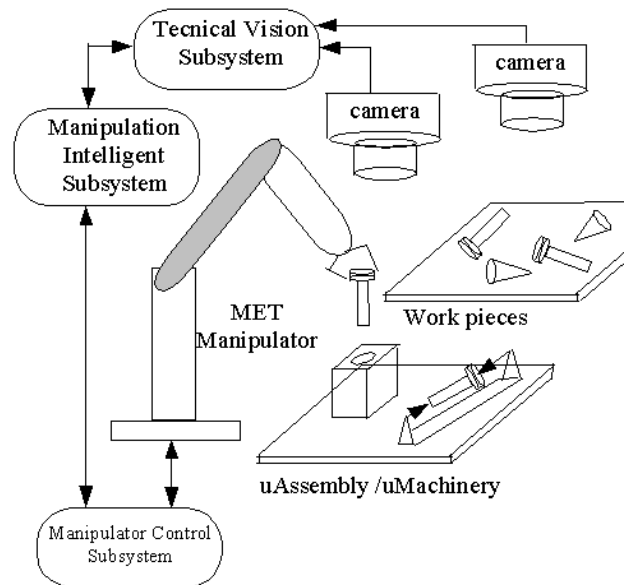 Tecnical Vision
Subsystem
camera
camera
Manipulation
Intelligent
Subsystem
MET
Manipulator
Work pieces
uAssembly /uMachinery
Manipulator Control
Subsystem